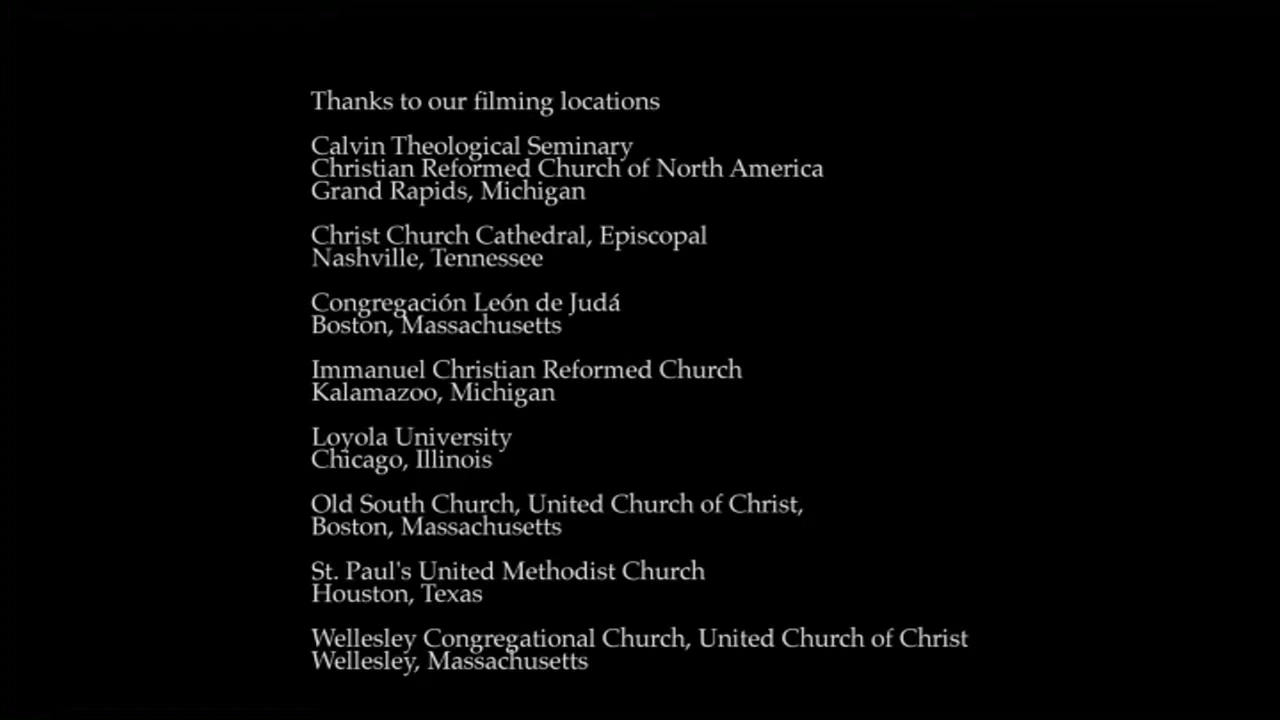 Thanks to our filming locations
Calvin Theological Seminary
Christian Reformed Church of North America
Grand Rapids, Michigan
Christ Church Cathedral, Episcopal
Nashville, Tennessee
Congregación León de Judá
Boston, Massachusetts
Immanuel Christian Reformed Church
Kalamazoo, Michigan
Loyola University
Chicago, Illinois
Old South Church, United Church of Christ,
Boston, Massachusetts
St. Paul's United Methodist Church
Houston, Texas
Wellesley Congregational Church, United Church of Christ
Wellesley, Massachusetts